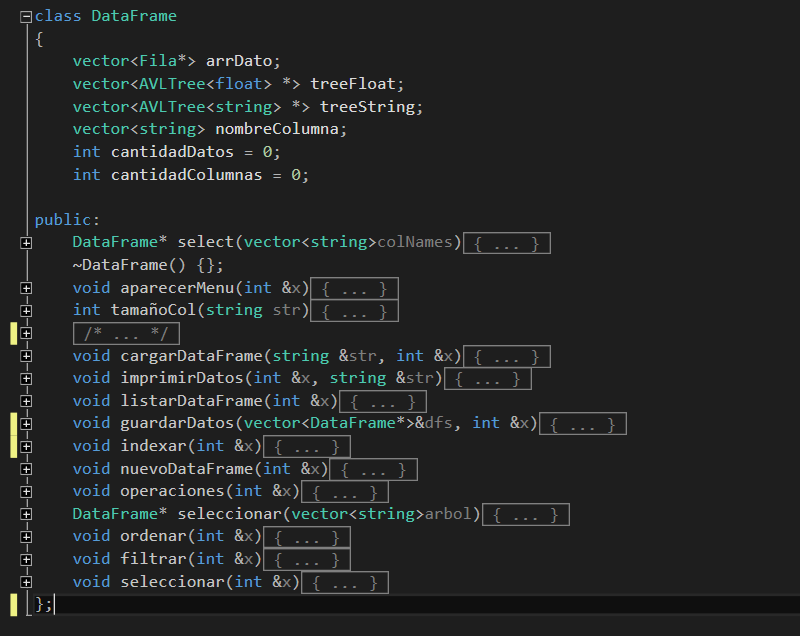 class DataFrame
{
vector<Fila*> arrDato;
vector<AVLTree<float> *> treeFloat;
vector<AVLTree<string> *> treeString;
vector<string> nombreColumna;
int cantidadDatos = 0;
int cantidadColumnas = 0;
public:
DataFrame* select(vector<string>colNames){ ... }
~DataFrame() {};
void aparecerMenu(int &x){ ... }
int tamañoCol(string str){ ... }
/* ... */
void cargarDataFrame(string &str, int &x){ ... }
void imprimirDatos(int &x, string &str){ ... }
void listarDataFrame(int &x){ ... }
void guardarDatos(vector<DataFrame*>&dfs, int &x){ ... }
void indexar(int &x){ ... }
void nuevoDataFrame(int &x){ ... }
void operaciones(int &x){ ... }
DataFrame* seleccionar(vector<string>arbol){ ... }
void ordenar(int &x){ ... }
void filtrar(int &x){ ... }
void seleccionar(int &x){ ... }
};